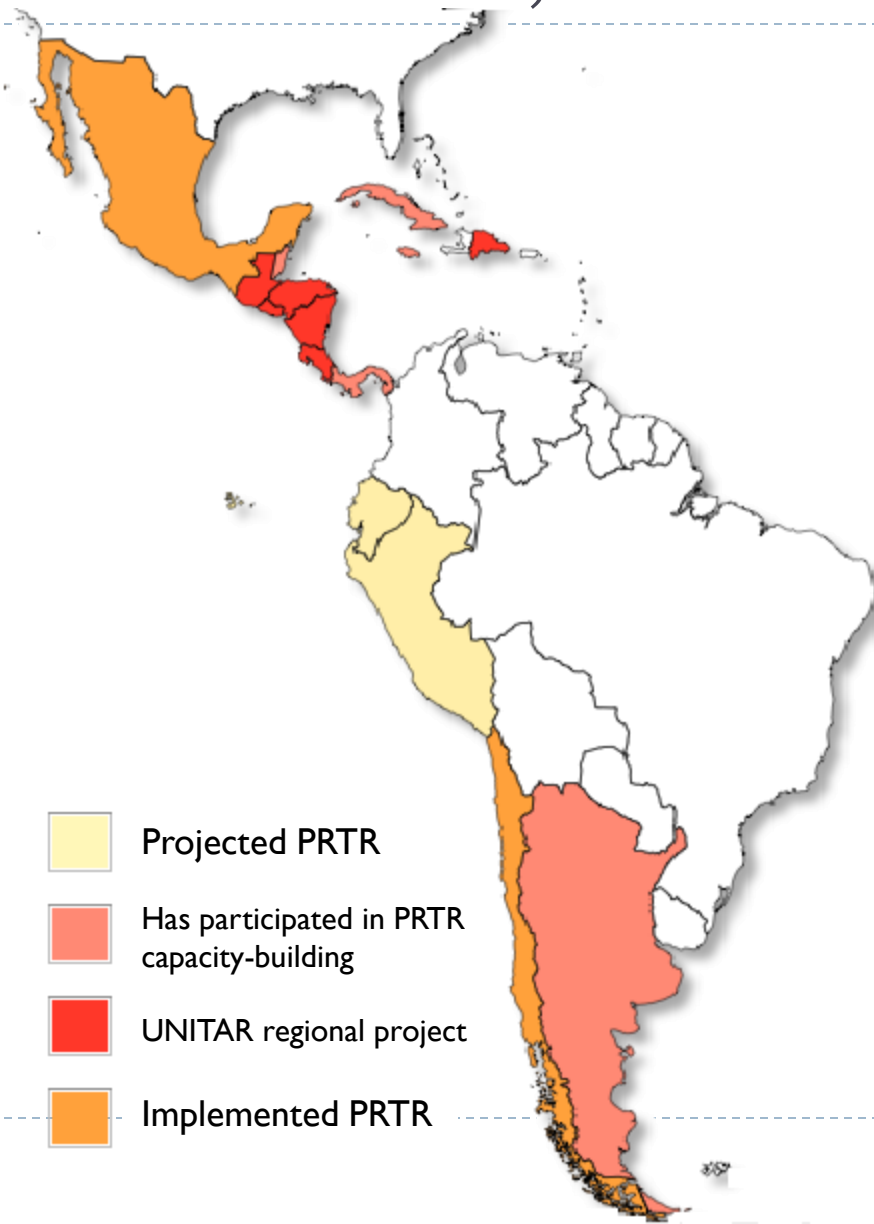 Projected PRTR
Has participated in PRTR
capacity-building
UNITAR regional project
Implemented PRTR